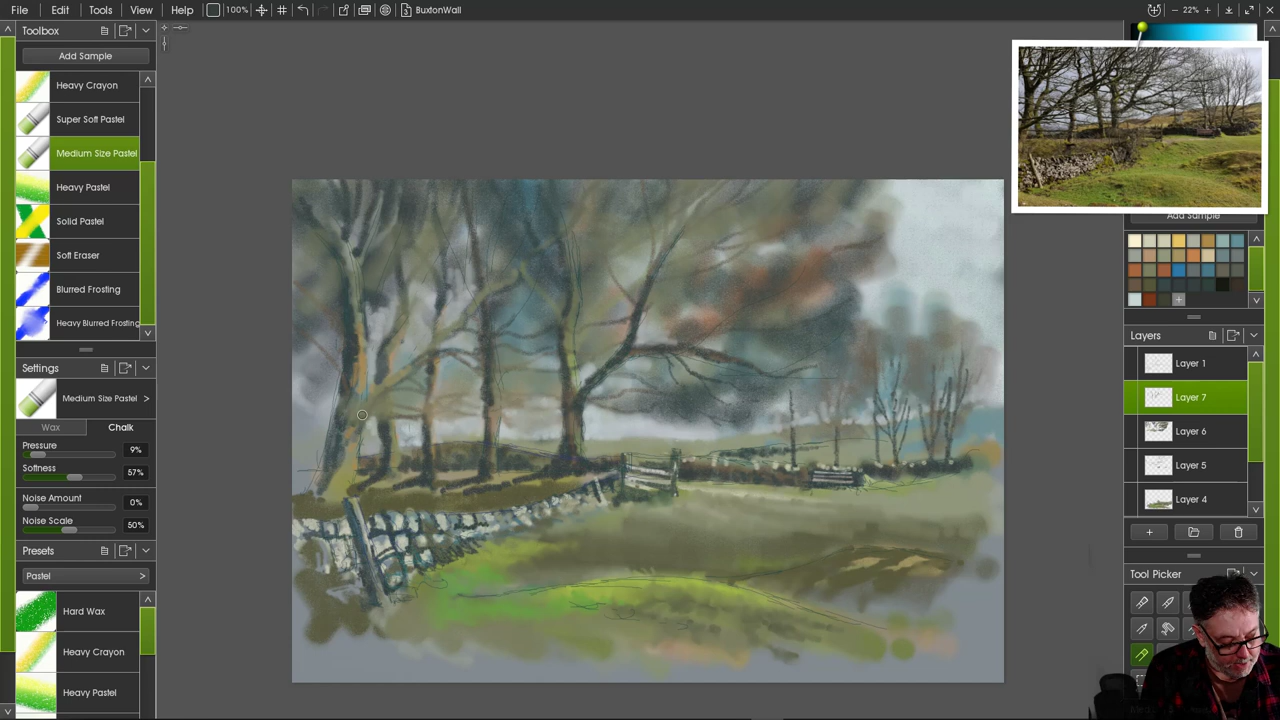 File Edit Tools View Help 100% BuxtonWall 22%
Toolbox
Add Sample
Heavy Crayon
Super Soft Pastel
Medium Size Pastel
Heavy Pastel
Solid Pastel
Soft Eraser
Blurred Frosting
Heavy Blurred Frosting
Settings
Medium Size Pastel
Wax Chalk
Pressure 9%
Softness 57%
Noise Amount 0%
Noise Scale 50%
Presets
Pastel
Hard Wax
Heavy Crayon
Heavy Pastel
Add Sample
Layers
Layer 1
Layer 7
Layer 6
Layer 5
Layer 4
Tool Picker